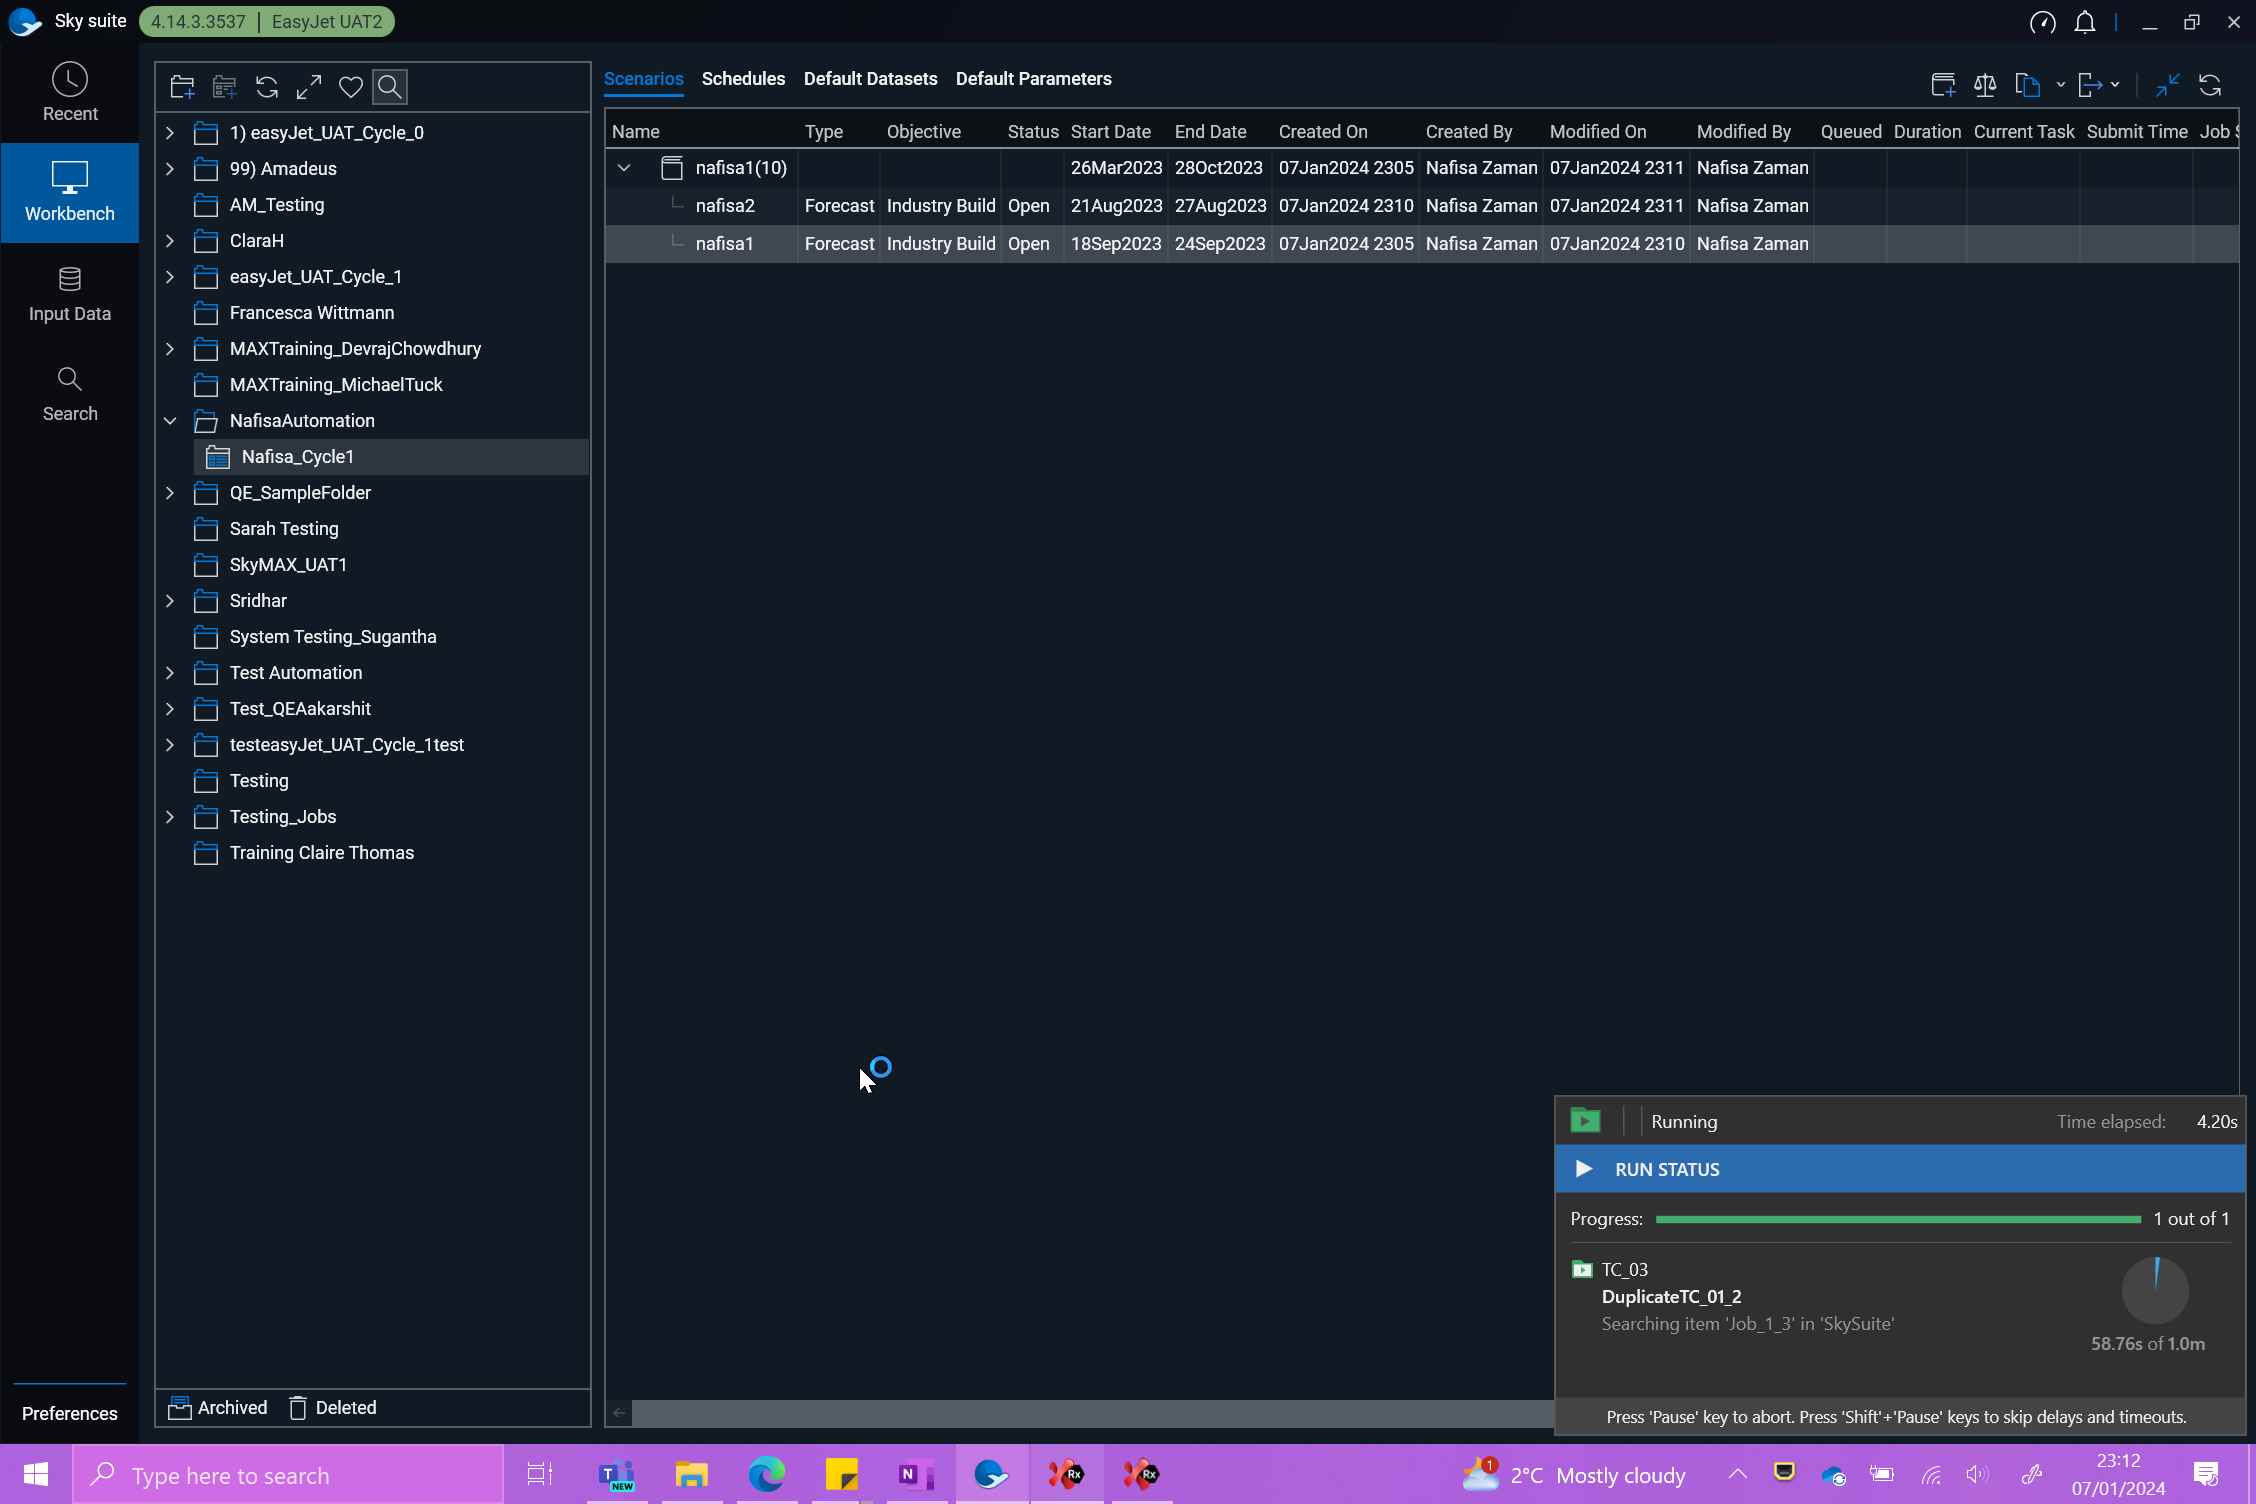 Sky suite 4.14.3.3537 | EasyJet UAT2
Recent
Workbench
Input Data
Search
Preferences
1) easyJet_UAT_Cycle_0
99) Amadeus
AM_Testing
ClaraH
easyJet_UAT_Cycle_1
Francesca Wittmann
MAXTraining_DevrajChowdhury
MAXTraining_MichaelTuck
NafisaAutomation
Nafisa_Cycle1
QE_SampleFolder
Sarah Testing
SkyMAX_UAT1
Sridhar
System Testing_Sugantha
Test Automation
Test_QEAakarshit
testeasyJet_UAT_Cycle_1test
Testing
Testing_Jobs
Training Claire Thomas
Archived Deleted
Scenarios Schedules Default Datasets Default Parameters
Name Type Objective Status Start Date End Date Created On Created By Modified On Modified By Queued Duration Current Task Submit Time Job
nafisa1(10) 26Mar2023 28Oct2023 07Jan2024 2305 Nafisa Zaman 07Jan2024 2311 Nafisa Zaman
nafisa2 Forecast Industry Build Open 21Aug2023 27Aug2023 07Jan2024 2310 Nafisa Zaman 07Jan2024 2311 Nafisa Zaman
nafisa1 Forecast Industry Build Open 18Sep2023 24Sep2023 07Jan2024 2305 Nafisa Zaman 07Jan2024 2310 Nafisa Zaman
Running Time elapsed: 4.20s
RUN STATUS
Progress: 1 out of 1
TC_03
DuplicateTC_01_2
Searching item 'Job_1_3' in 'SkySuite'
58.76s of 1.0m
Press 'Pause' key to abort. Press 'Shift'+'Pause' keys to skip delays and timeouts.
Type here to search
T
NEW
N
Rx
Rx
1
2°C Mostly cloudy
23:12
07/01/2024